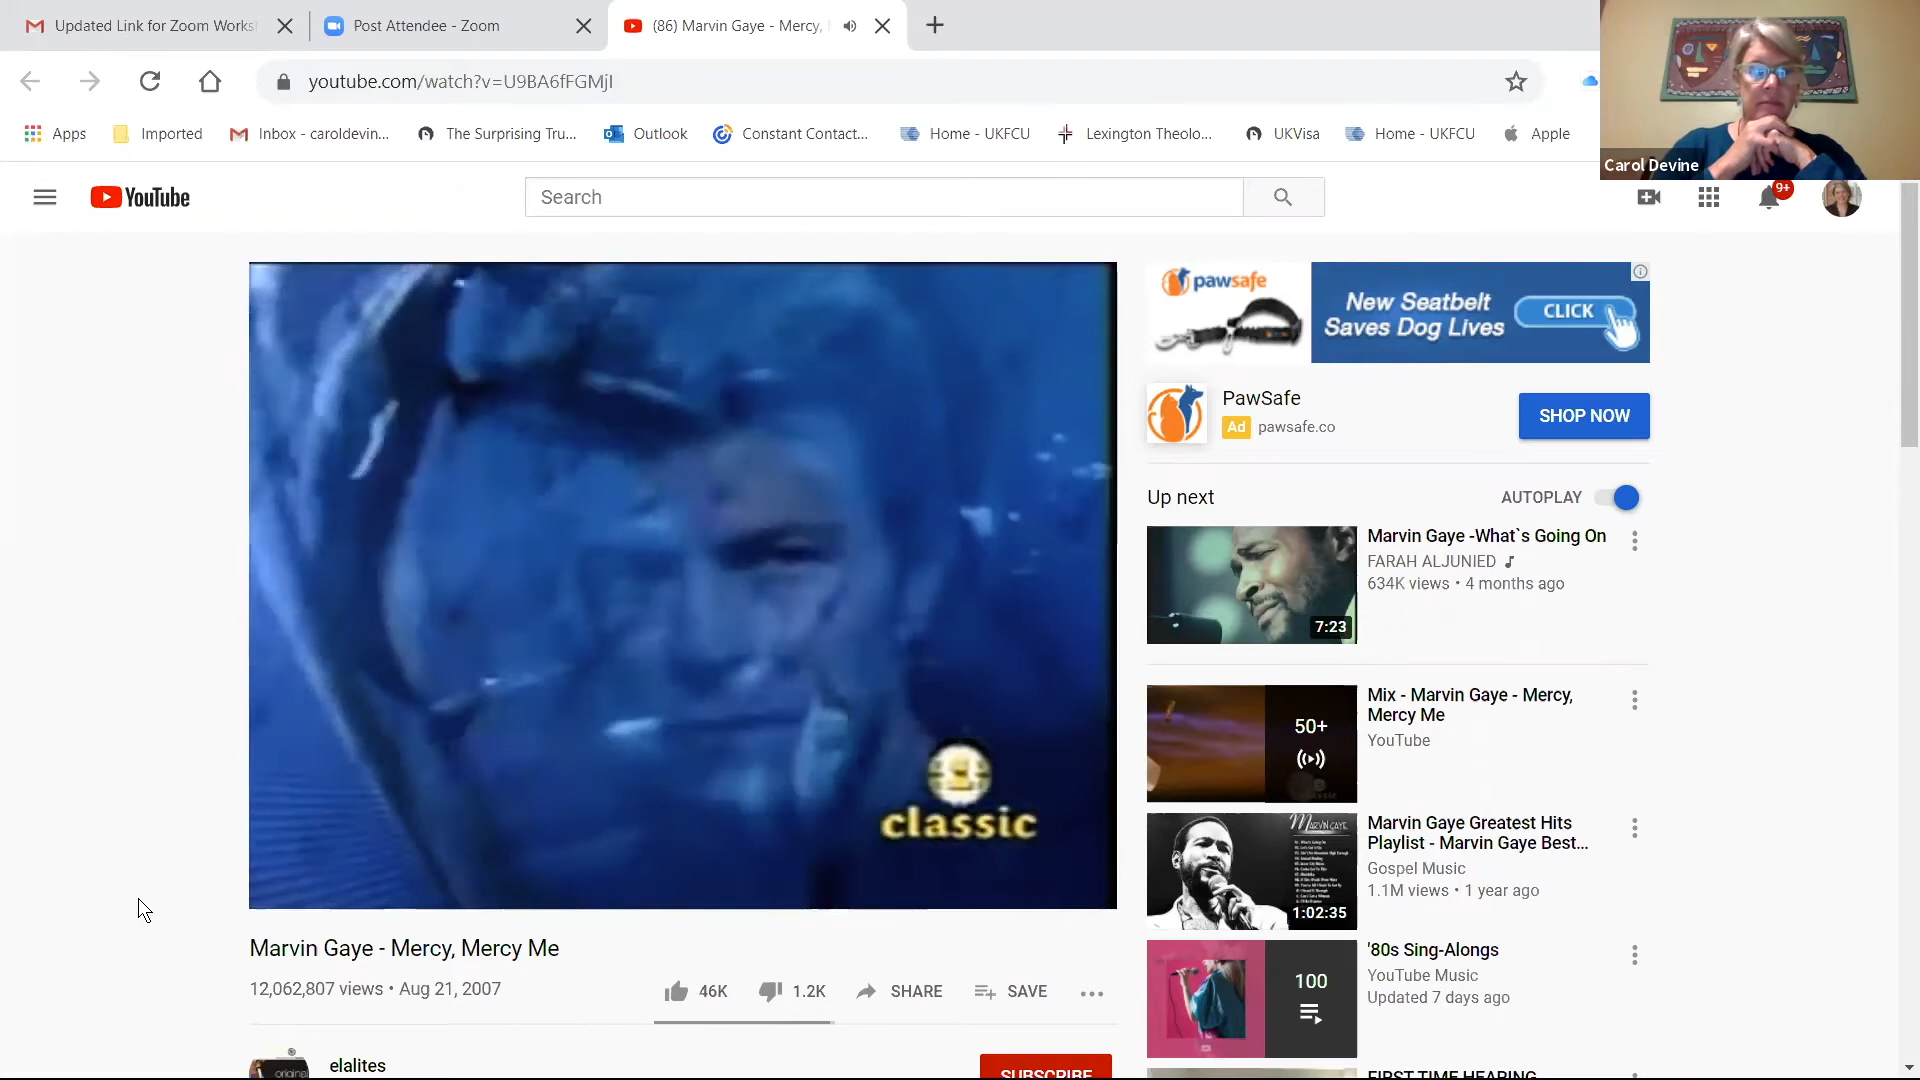 Updated Link for Zoom Works
Post Attendee - Zoom
(86) Marvin Gaye - Mercy,
youtube.com/watch?v=U9BA6fFGMjI
Apps
Imported
Inbox - caroldevin...
The Surprising Tru...
Outlook
Constant Contact...
Home - UKFCU
Lexington Theolo...
UKVisa
Home - UKFCU
Apple
Carol Devine
YouTube
Search
9+
classic
Marvin Gaye - Mercy, Mercy Me
12,062,807 views • Aug 21, 2007
46K
1.2K
SHARE
SAVE
elalites
SUBSCRIBE
pawsafe
New Seatbelt
Saves Dog Lives
CLICK
PawSafe
Ad pawsafe.co
SHOP NOW
Up next
AUTOPLAY
Marvin Gaye -What`s Going On
FARAH ALJUNIED
634K views • 4 months ago
7:23
Mix - Marvin Gaye - Mercy,
Mercy Me
YouTube
50+
Marvin Gaye Greatest Hits
Playlist - Marvin Gaye Best...
Gospel Music
1.1M views • 1 year ago
MARVIN GAYE
1:02:35
'80s Sing-Alongs
YouTube Music
Updated 7 days ago
100
FIRST TIME HEARING